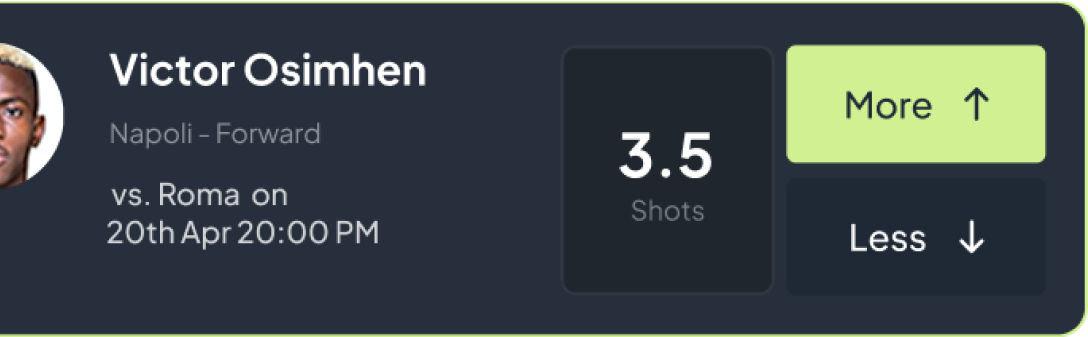 Victor Osimhen
Napoli - Forward
vs. Roma on
20th Apr 20:00 PM
3.5
Shots
More ↑
Less ↓